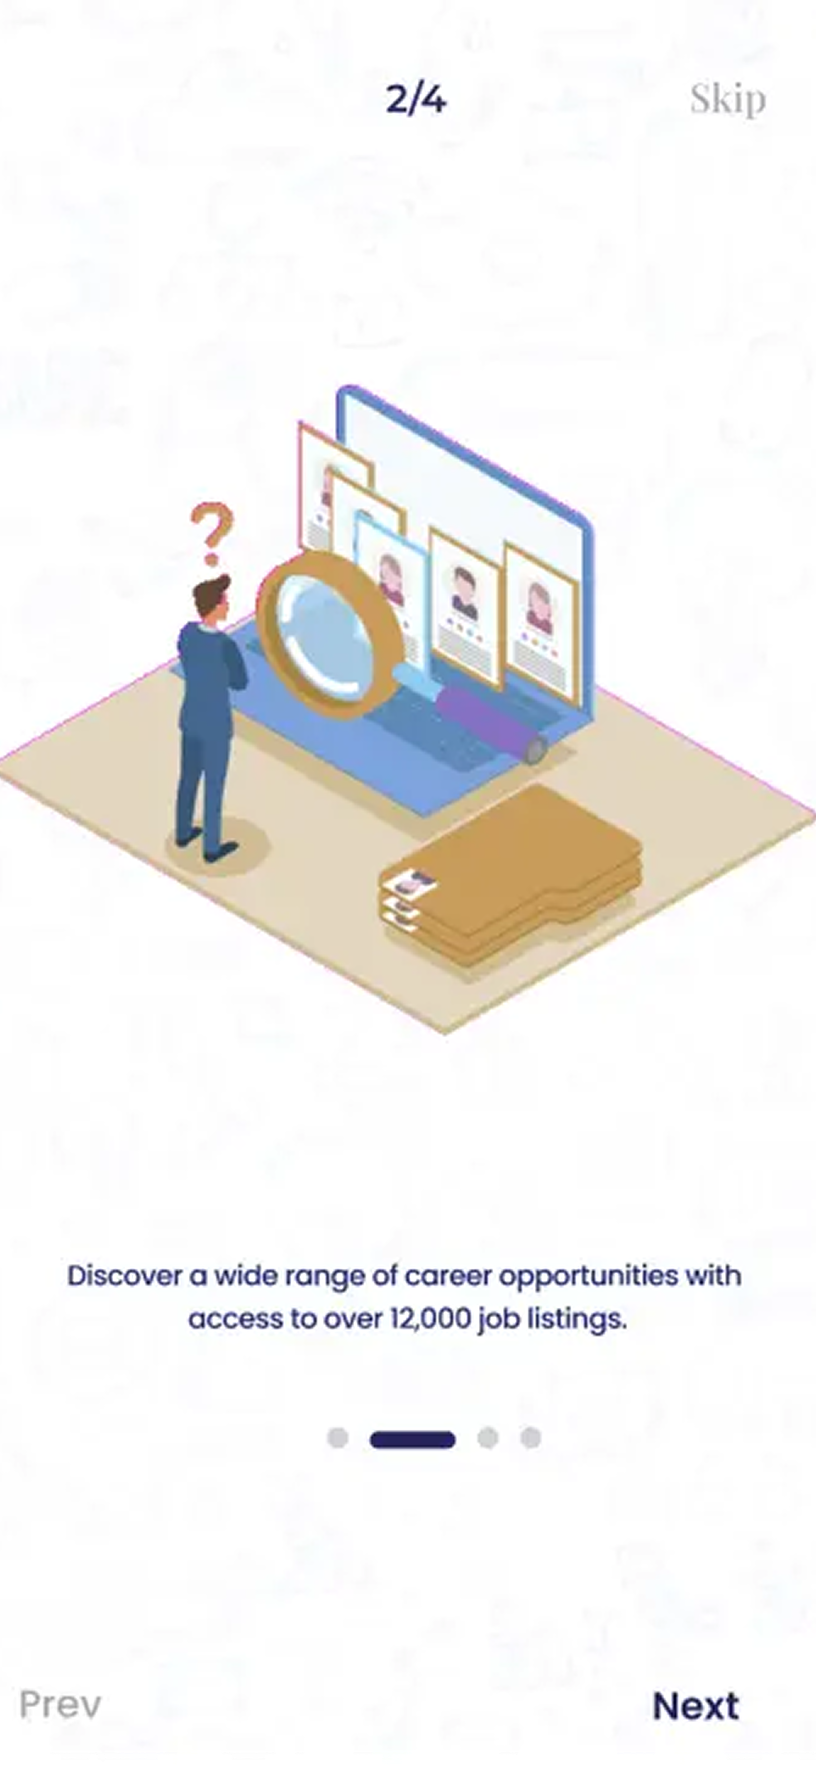 2/4
Skip
?
Discover a wide range of career opportunities with
access to over 12,000 job listings.
Prev
Next